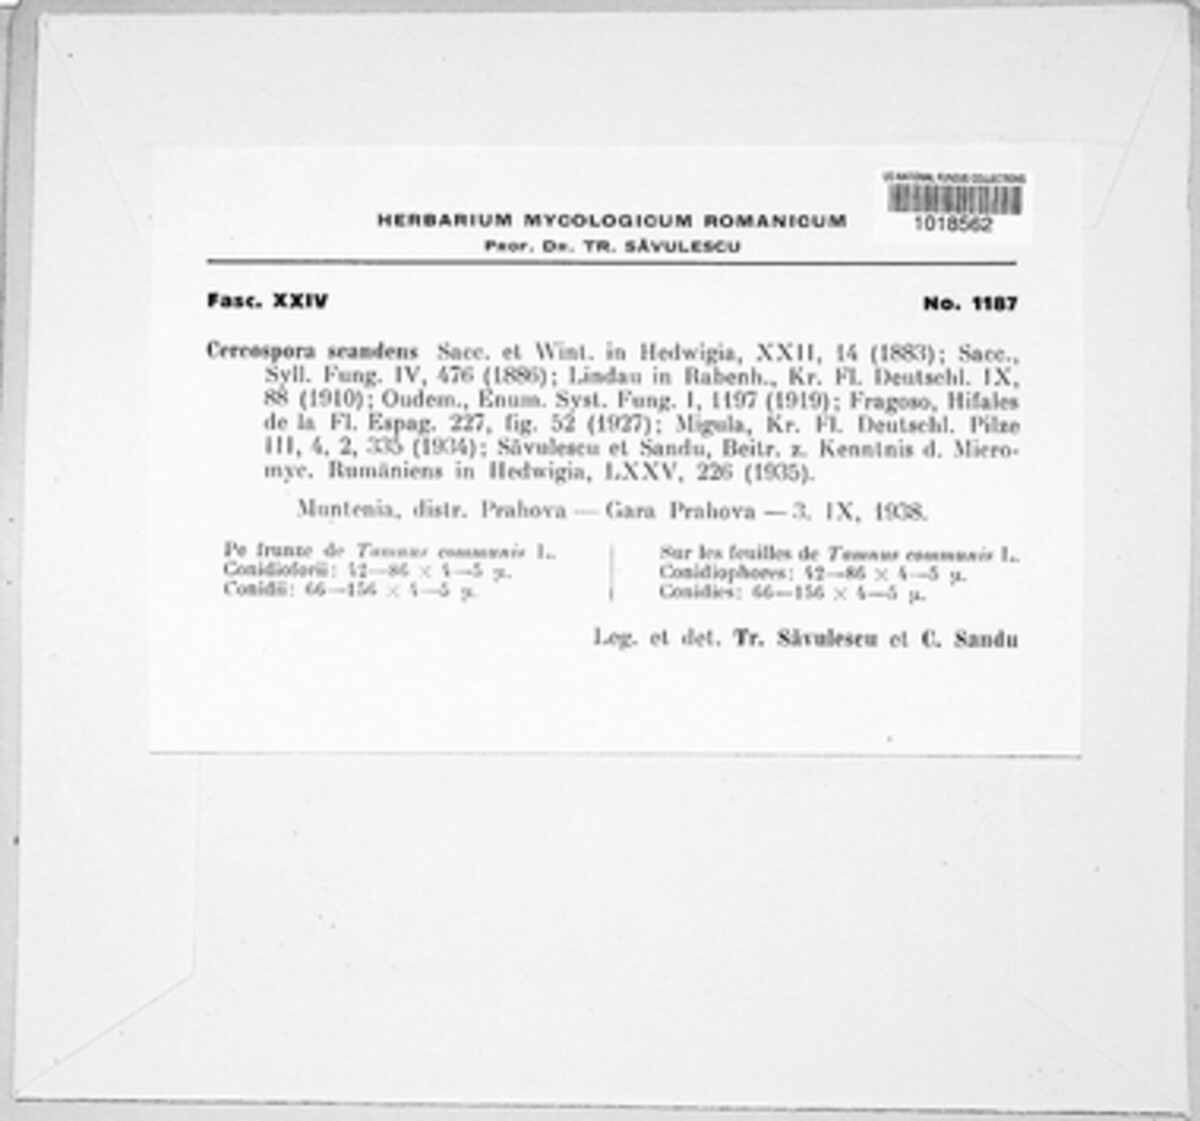 US NATIONAL FUNGUS COLLECTIONS
1018562
HERBARIUM MYCOLOGICUM ROMANICUM
PROF. DR. TR. SĂVULESCU
Fasc. XXIV
No. 1187
Cercospora scandens Sacc. et Wint. in Hedwigia, XXII, 14 (1883); Sacc.,
Syll. Fung. IV, 476 (1886); Lindau in Rabenh., Kr. Fl. Deutschl. IX,
88 (1910); Oudem., Enum. Syst. Fung. I, 1197 (1919); Fragoso, Hifales
de la Fl. Espag. 227, fig. 52 (1927); Migula, Kr. Fl. Deutschl. Pilze
III, 4, 2, 335 (1934); Săvulescu et Sandu, Beitr. z. Kenntnis d. Micro-
myc. Rumäniens in Hedwigia, LXXV, 226 (1935).
Muntenia, distr. Prahova — Gara Prahova — 3. IX, 1938.
Pe frunze de Tamnus communis L.
Conidioforii: 42—86 × 4—5 µ.
Conidii: 66—156 × 4—5 µ.
Sur les feuilles de Tamnus communis L.
Conidiophores: 42—86 × 4—5 µ.
Conidies: 66—156 × 4—5 µ.
Leg. et det. Tr. Săvulescu et C. Sandu